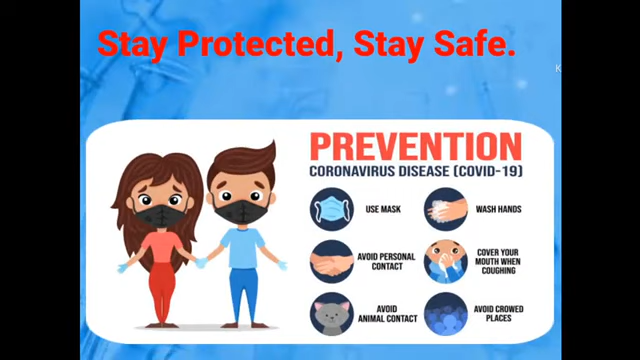 Stay Protected, Stay Safe.
K
PREVENTION
CORONAVIRUS DISEASE (COVID-19)
USE MASK
WASH HANDS
AVOID PERSONAL
CONTACT
COVER YOUR
MOUTH WHEN
COUGHING
AVOID
ANIMAL CONTACT
AVOID CROWED
PLACES